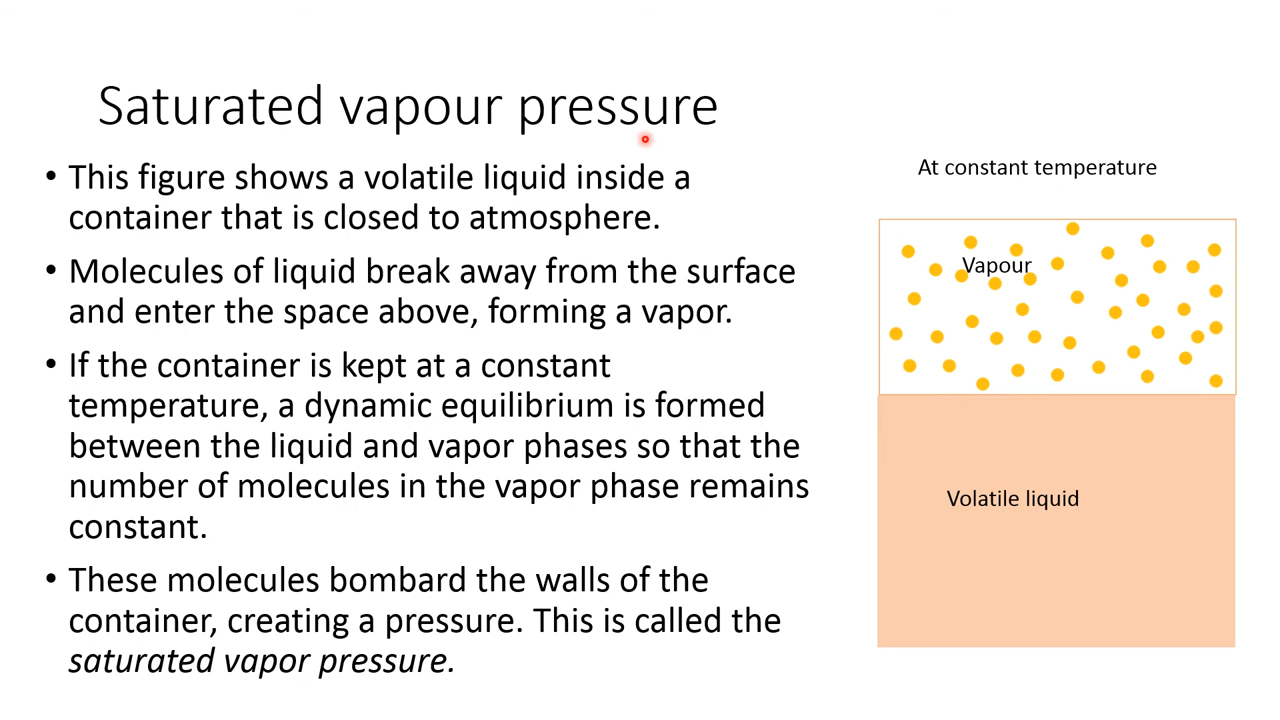 Saturated vapour pressure
• This figure shows a volatile liquid inside a
container that is closed to atmosphere.
• Molecules of liquid break away from the surface
and enter the space above, forming a vapor.
• If the container is kept at a constant
temperature, a dynamic equilibrium is formed
between the liquid and vapor phases so that the
number of molecules in the vapor phase remains
constant.
• These molecules bombard the walls of the
container, creating a pressure. This is called the
saturated vapor pressure.
At constant temperature
Vapour
Volatile liquid